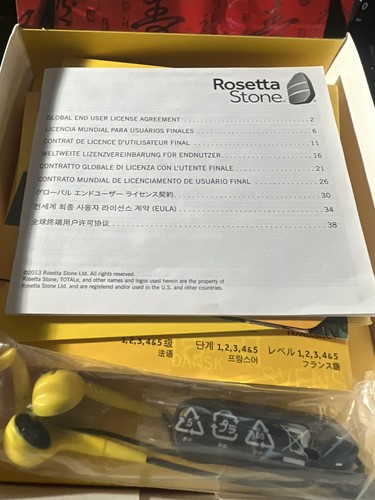 Rosetta
Stone
GLOBAL END USER LICENSE AGREEMENT 2
LICENCIA MUNDIAL PARA USUARIOS FINALES 6
CONTRAT DE LICENCE D'UTILISATEUR FINAL 11
WELTWEITE LIZENZVEREINBARUNG FÜR ENDNUTZER 16
CONTRATTO GLOBALE DI LICENZA CON L'UTENTE FINALE 21
CONTRATO MUNDIAL DE LICENCIAMENTO DE USUÁRIO FINAL 26
グローバル エンドユーザー ライセンス契約 30
전세계 최종 사용자 라이선스 계약 (EULA) 34
全球终端用户许可协议 38
©2013 Rosetta Stone Ltd. All rights reserved.
Rosetta Stone, TOTALe, and other names and logos used herein are the property of
Rosetta Stone Ltd. and are registered and/or used in the U.S. and other countries.
1,2,3,4&5 级
法语
단계 1,2,3,4&5
프랑스어
レベル 1,2,3,4&5
フランス語
DANSK
SVENS